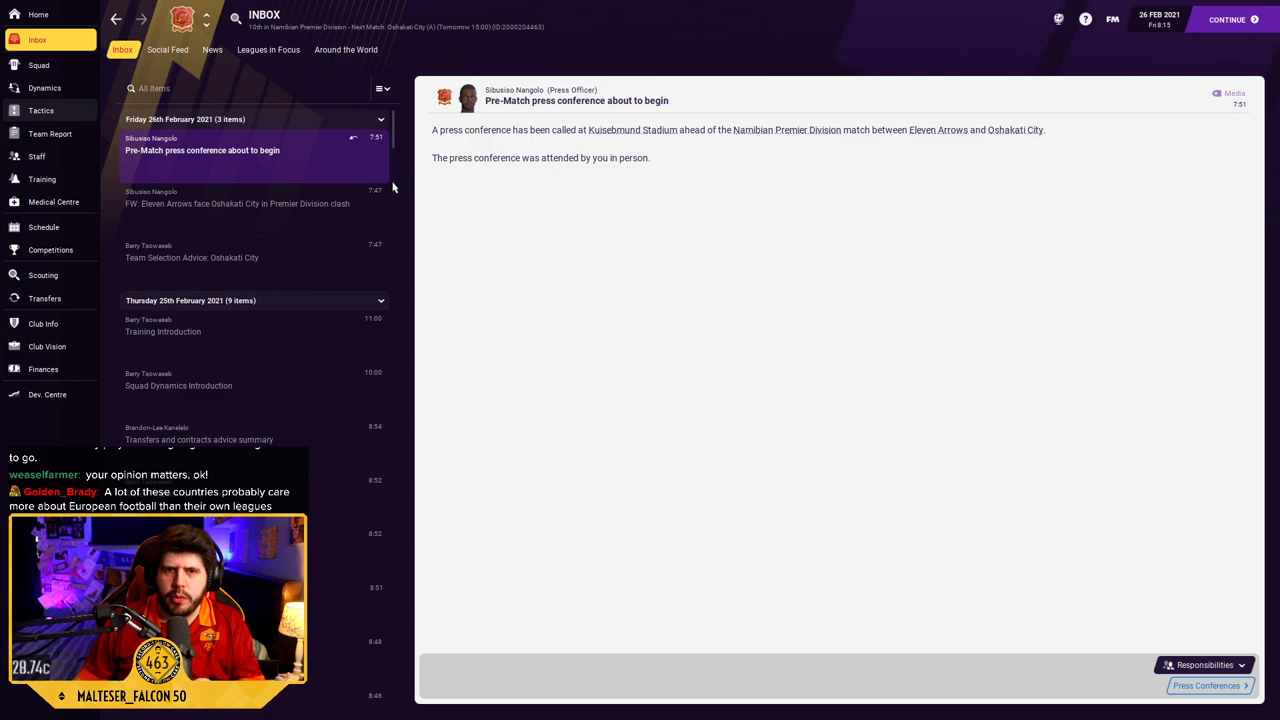 Home
Inbox
Squad
Dynamics
Tactics
Team Report
Staff
Training
Medical Centre
Schedule
Competitions
Scouting
Transfers
Club Info
Club Vision
Finances
Dev. Centre
INBOX
10th in Namibian Premier Division - Next Match: Oshakati City (A) (Tomorrow 15:00) (ID:2000204463)
FM
26 FEB 2021
Fri 8:15
CONTINUE
Inbox
Social Feed
News
Leagues in Focus
Around the World
All Items
Friday 26th February 2021 (3 items)
Sibusiso Nangolo
7:51
Pre-Match press conference about to begin
Sibusiso Nangolo
7:47
FW: Eleven Arrows face Oshakati City in Premier Division clash
Barry Tsowaseb
7:47
Team Selection Advice: Oshakati City
Thursday 25th February 2021 (9 items)
Barry Tsowaseb
11:00
Training Introduction
Barry Tsowaseb
10:00
Squad Dynamics Introduction
Brandon-Lee Kanelelo
8:54
Transfers and contracts advice summary
8:52
8:52
8:51
8:48
8:46
Sibusiso Nangolo (Press Officer)
Pre-Match press conference about to begin
Media
7:51
A press conference has been called at Kuisebmund Stadium ahead of the Namibian Premier Division match between Eleven Arrows and Oshakati City.
The press conference was attended by you in person.
Responsibilities
Press Conferences
to go.
weaselfarmer: your opinion matters, ok!
Golden_Brady: A lot of these countries probably care
more about European football than their own leagues
28.74c
463
MALTESER_FALCON 50